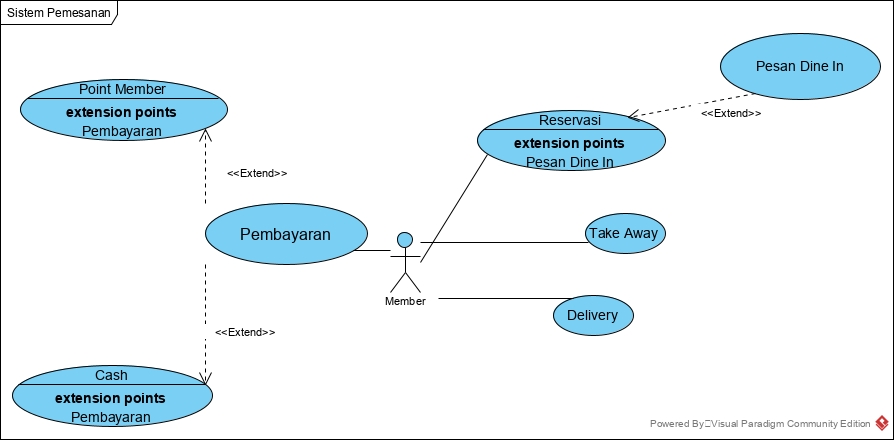 Sistem Pemesanan
Pesan Dine In
Point Member
extension points
Pembayaran
<<Extend>>
Reservasi
extension points
Pesan Dine In
<<Extend>>
Pembayaran
Take Away
Member
Delivery
<<Extend>>
Cash
extension points
Pembayaran
Powered By Visual Paradigm Community Edition